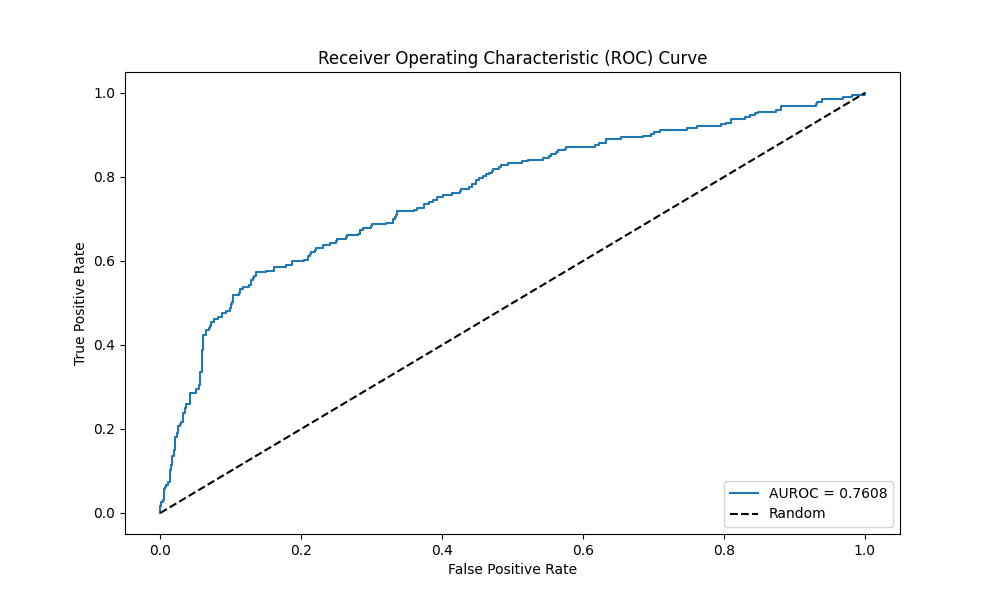 Receiver Operating Characteristic (ROC) Curve
True Positive Rate
1.0
0.8
0.6
0.4
0.2
0.0
0.0 0.2 0.4 0.6 0.8 1.0
False Positive Rate
AUROC = 0.7608
Random